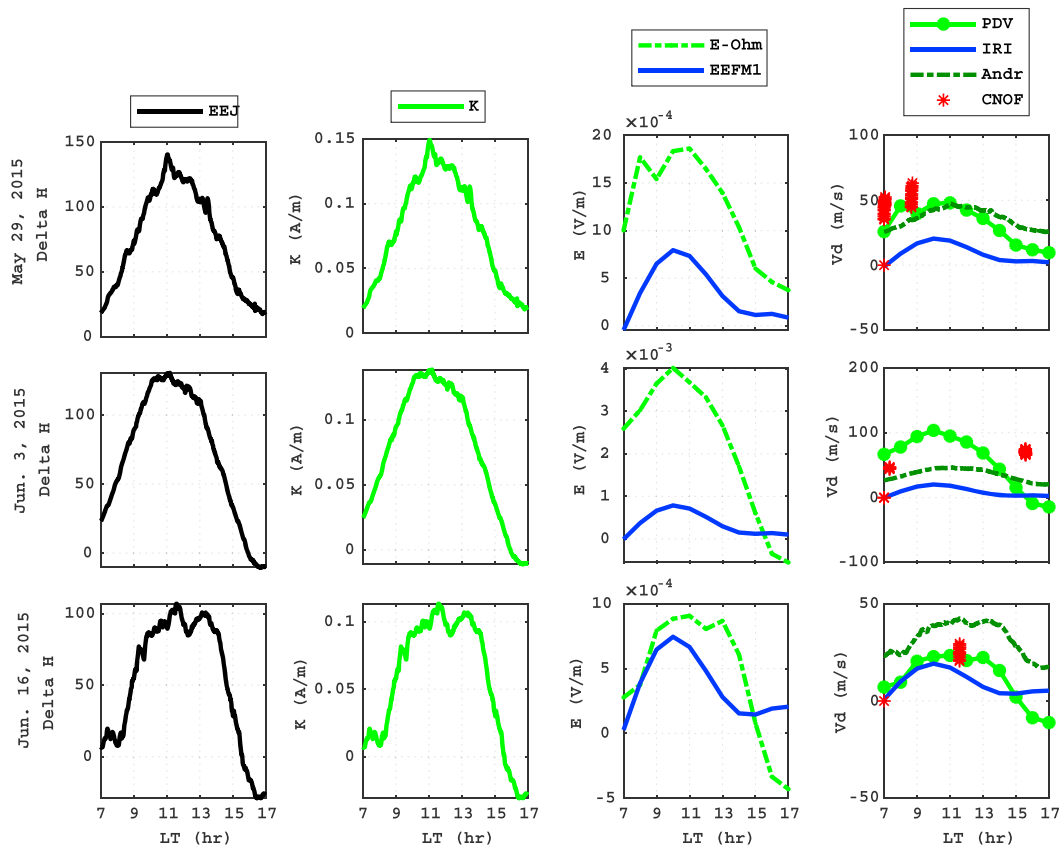 PDV
IRI
Andr
CNOF
E-Ohm
EEFM1
EEJ
K
May 29, 2015
Delta H
150
100
50
0
K (A/m)
0.15
0.1
0.05
0
×10-4
E (V/m)
20
15
10
5
0
Vd (m/s)
100
50
0
-50
Jun. 3, 2015
Delta H
100
50
0
K (A/m)
0.1
0.05
0
×10-3
E (V/m)
4
3
2
1
0
Vd (m/s)
200
100
0
-100
Jun. 16, 2015
Delta H
100
50
0
7 9 11 13 15 17
LT (hr)
K (A/m)
0.1
0.05
0
7 9 11 13 15 17
LT (hr)
×10-4
E (V/m)
10
5
0
-5
7 9 11 13 15 17
LT (hr)
Vd (m/s)
50
0
-50
7 9 11 13 15 17
LT (hr)